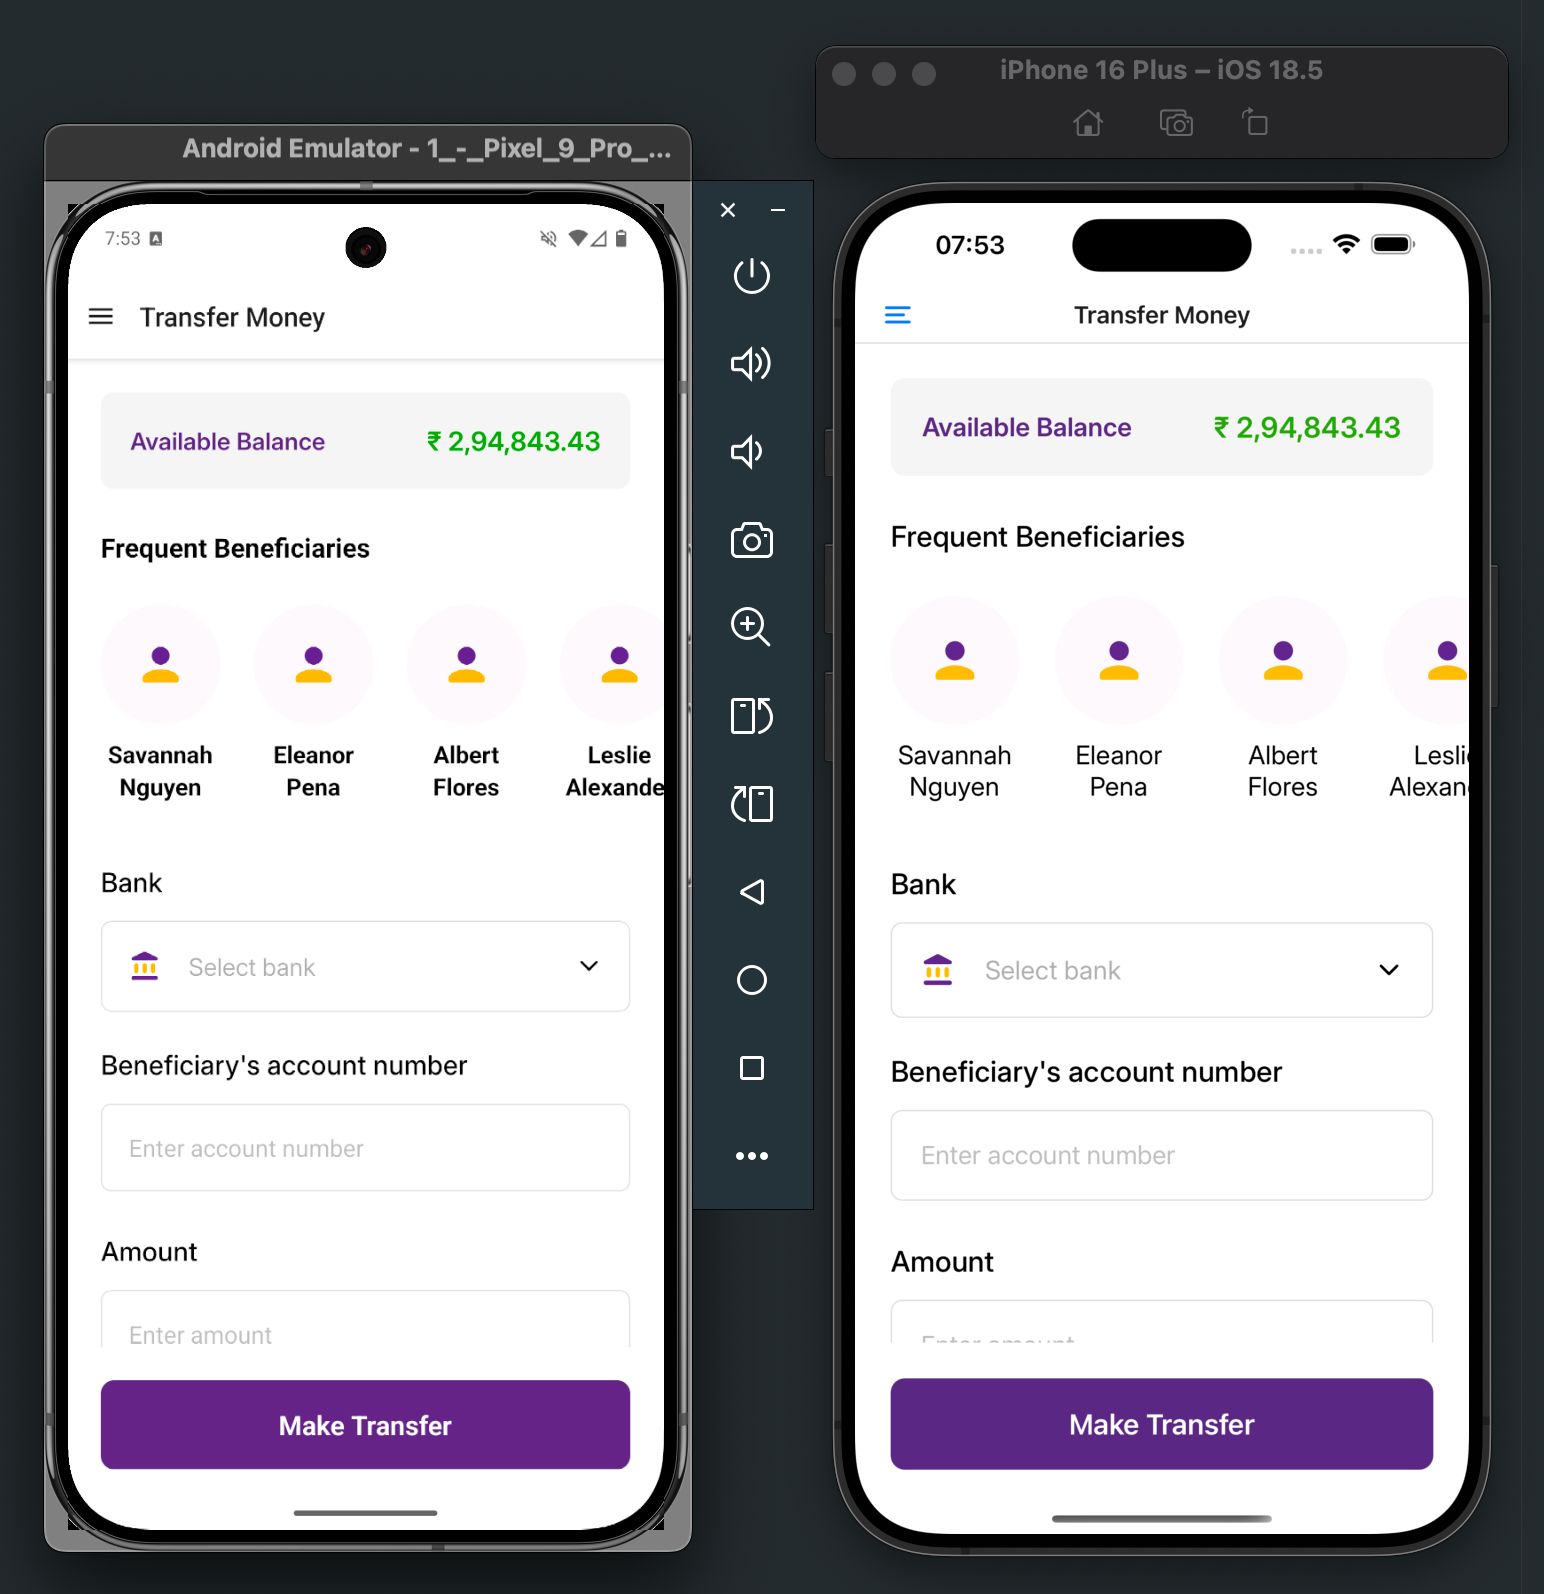 iPhone 16 Plus – iOS 18.5
Android Emulator - 1_-_Pixel_9_Pro_...
7:53
Transfer Money
Available Balance
₹ 2,94,843.43
Frequent Beneficiaries
Savannah
Nguyen
Eleanor
Pena
Albert
Flores
Leslie
Alexande
Bank
Select bank
Beneficiary's account number
Enter account number
Amount
Enter amount
Make Transfer
07:53
Transfer Money
Available Balance
₹ 2,94,843.43
Frequent Beneficiaries
Savannah
Nguyen
Eleanor
Pena
Albert
Flores
Lesli
Alexan
Bank
Select bank
Beneficiary's account number
Enter account number
Amount
Enter amount
Make Transfer